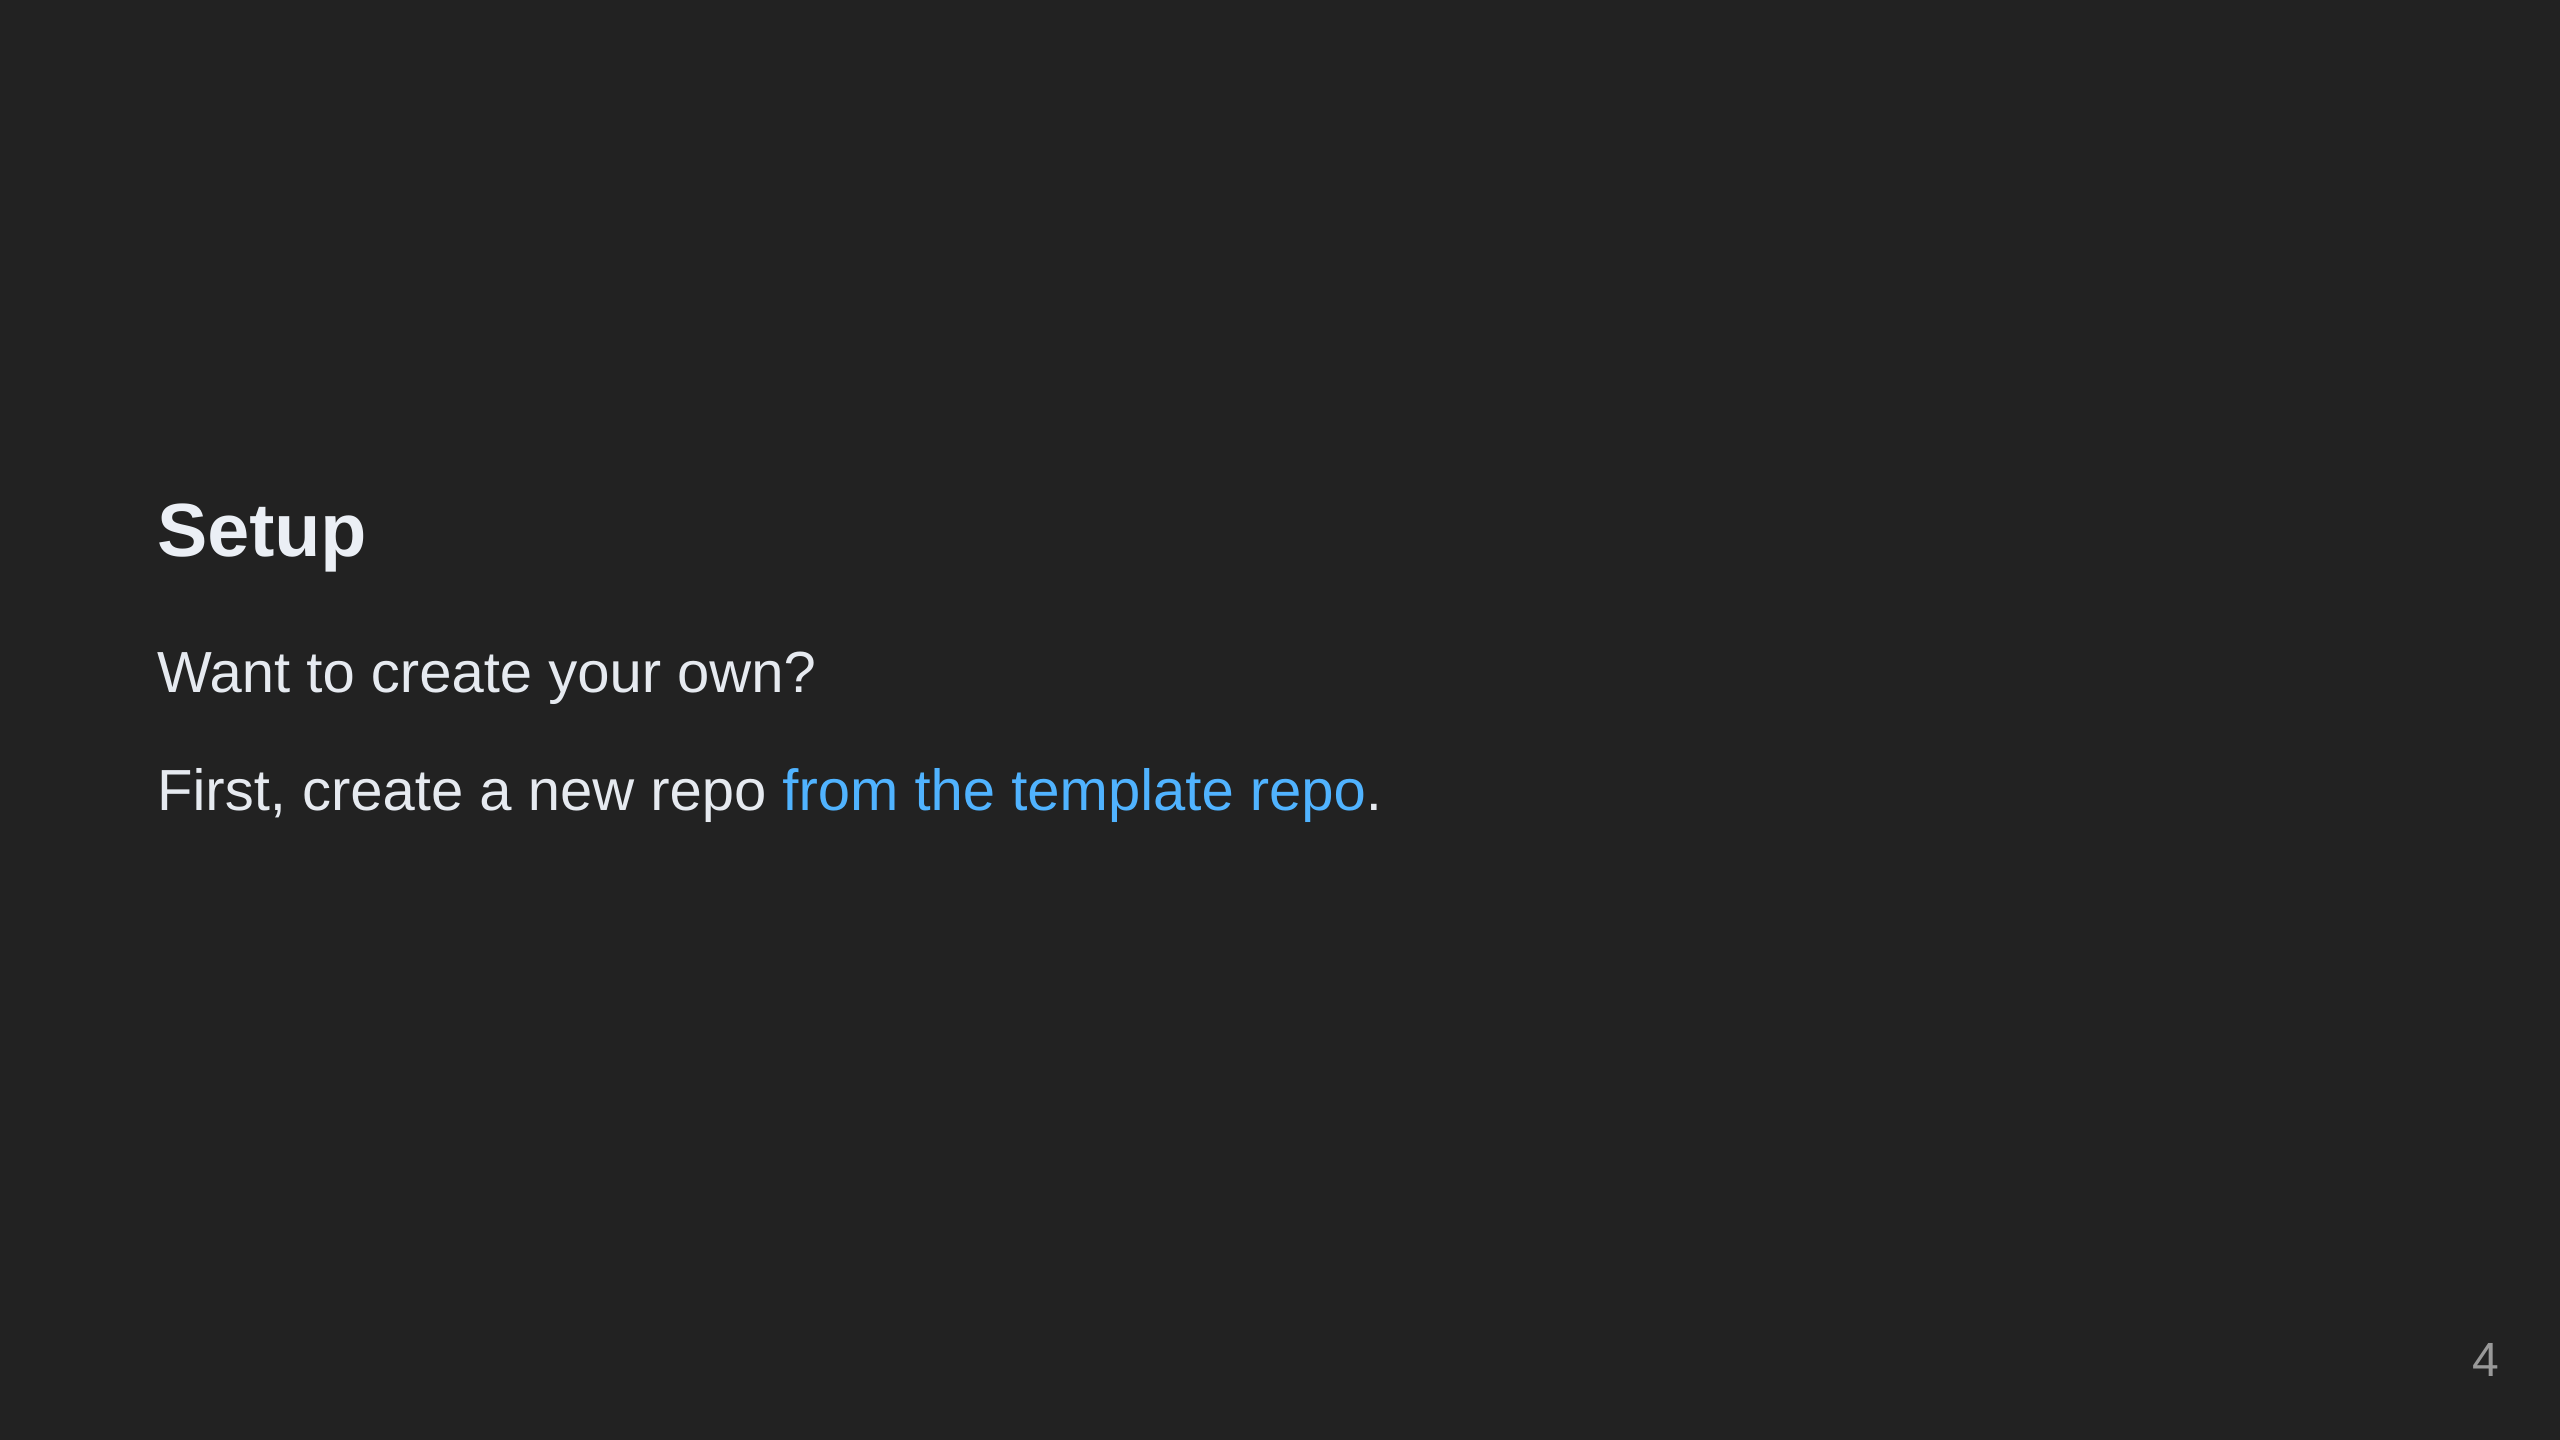 Setup
Want to create your own?
First, create a new repo from the template repo.
4